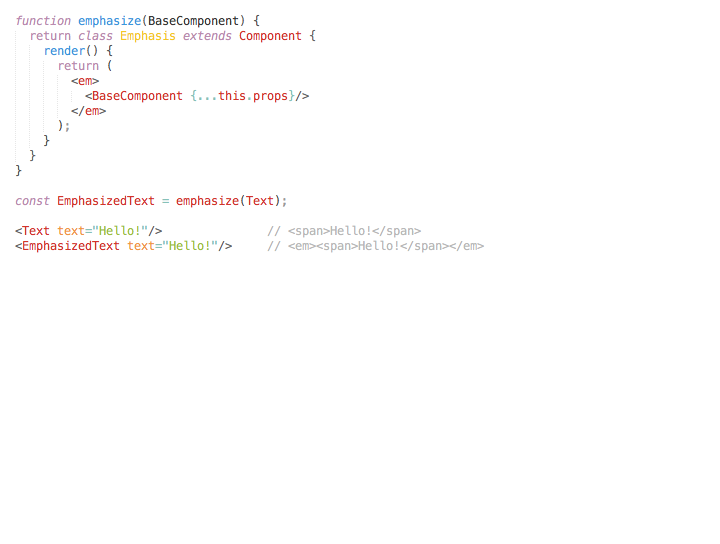 function emphasize(BaseComponent) {
  return class Emphasis extends Component {
    render() {
      return (
        <em>
          <BaseComponent {...this.props}/>
        </em>
      );
    }
  }
}

const EmphasizedText = emphasize(Text);

<Text text="Hello!"/>               // <span>Hello!</span>
<EmphasizedText text="Hello!"/>     // <em><span>Hello!</span></em>